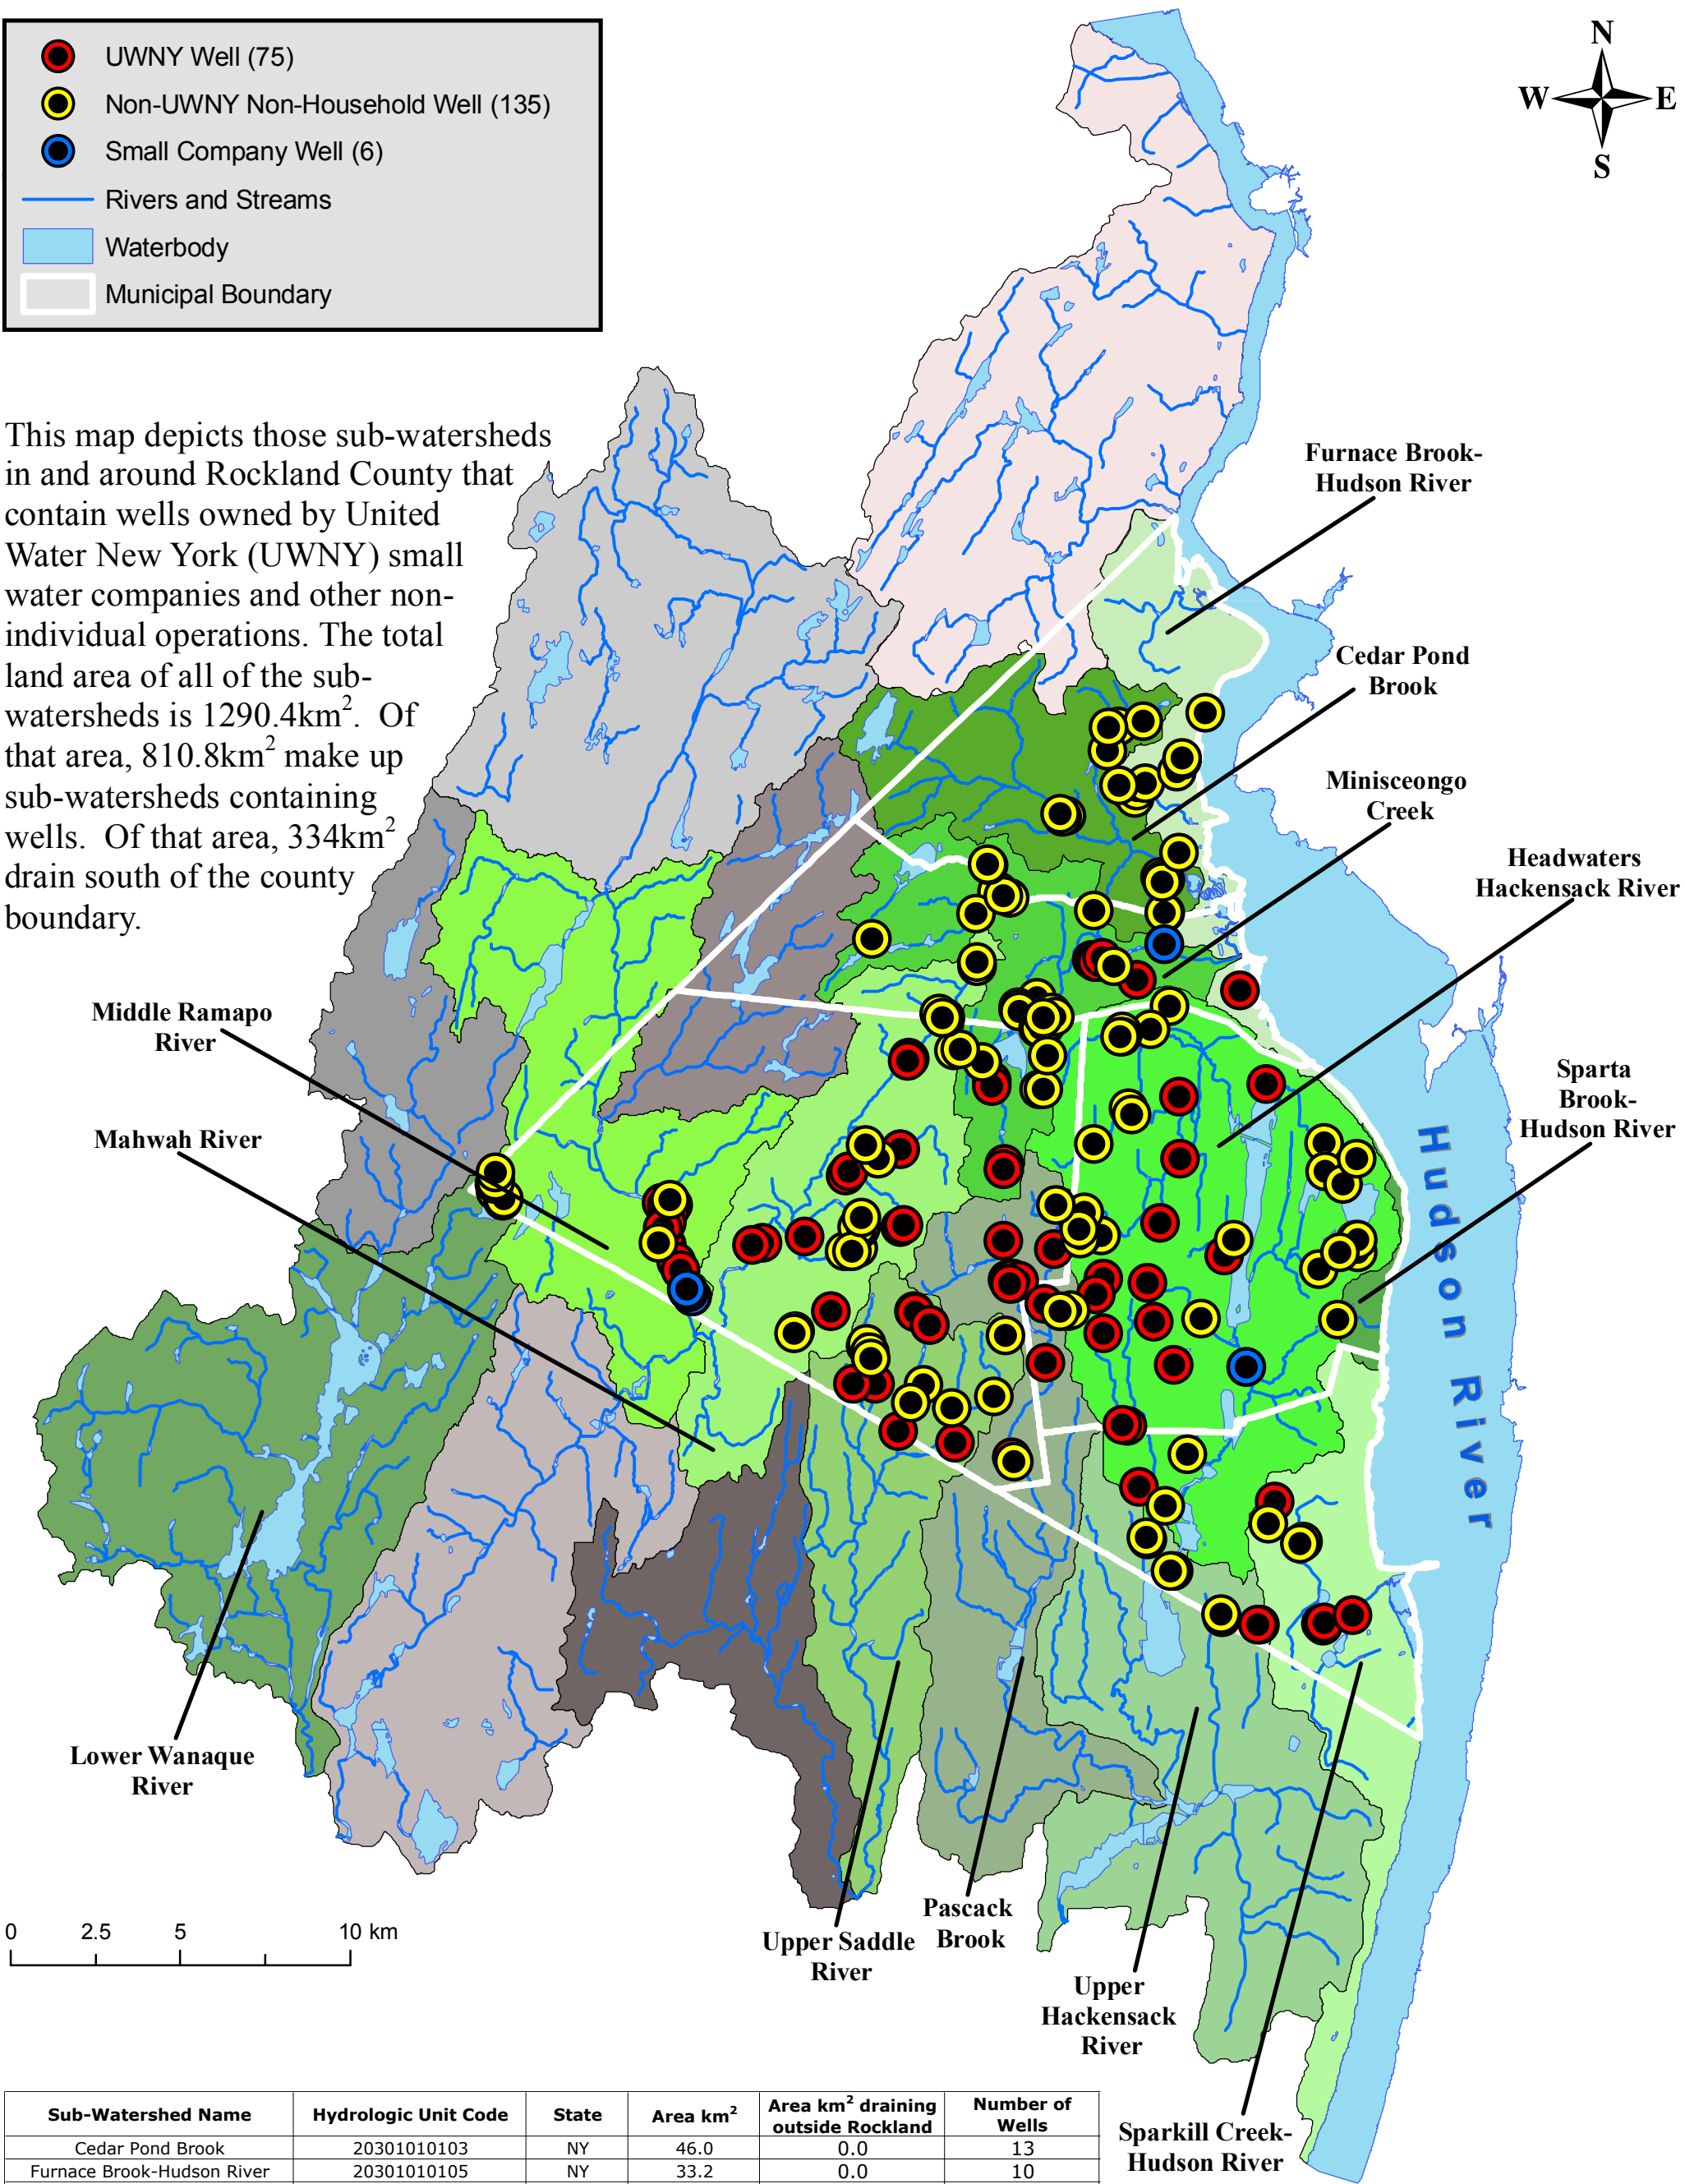 UWNY Well (75)
Non-UWNY Non-Household Well (135)
Small Company Well (6)
Rivers and Streams
Waterbody
Municipal Boundary
N
W E
S
This map depicts those sub-watersheds
in and around Rockland County that
contain wells owned by United
Water New York (UWNY) small
water companies and other non-
individual operations. The total
land area of all of the sub-
watersheds is 1290.4km². Of
that area, 810.8km² make up
sub-watersheds containing
wells. Of that area, 334km²
drain south of the county
boundary.
Furnace Brook-
Hudson River
Cedar Pond
Brook
Minisceongo
Creek
Headwaters
Hackensack River
Sparta
Brook-
Hudson River
Middle Ramapo
River
Mahwah River
Hudson River
Lower Wanaque
River
Upper Saddle
River
Pascack
Brook
Upper
Hackensack
River
Sparkill Creek-
Hudson River
0 2.5 5 10 km
Sub-Watershed Name Hydrologic Unit Code State Area km² Area km² draining outside Rockland Number of Wells
Cedar Pond Brook 20301010103 NY 46.0 0.0 13
Furnace Brook-Hudson River 20301010105 NY 33.2 0.0 10